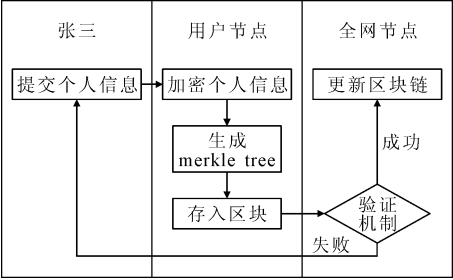 张三
用户节点
全网节点
提交个人信息
加密个人信息
更新区块链
生成
merkle tree
成功
存入区块
验证
机制
失败